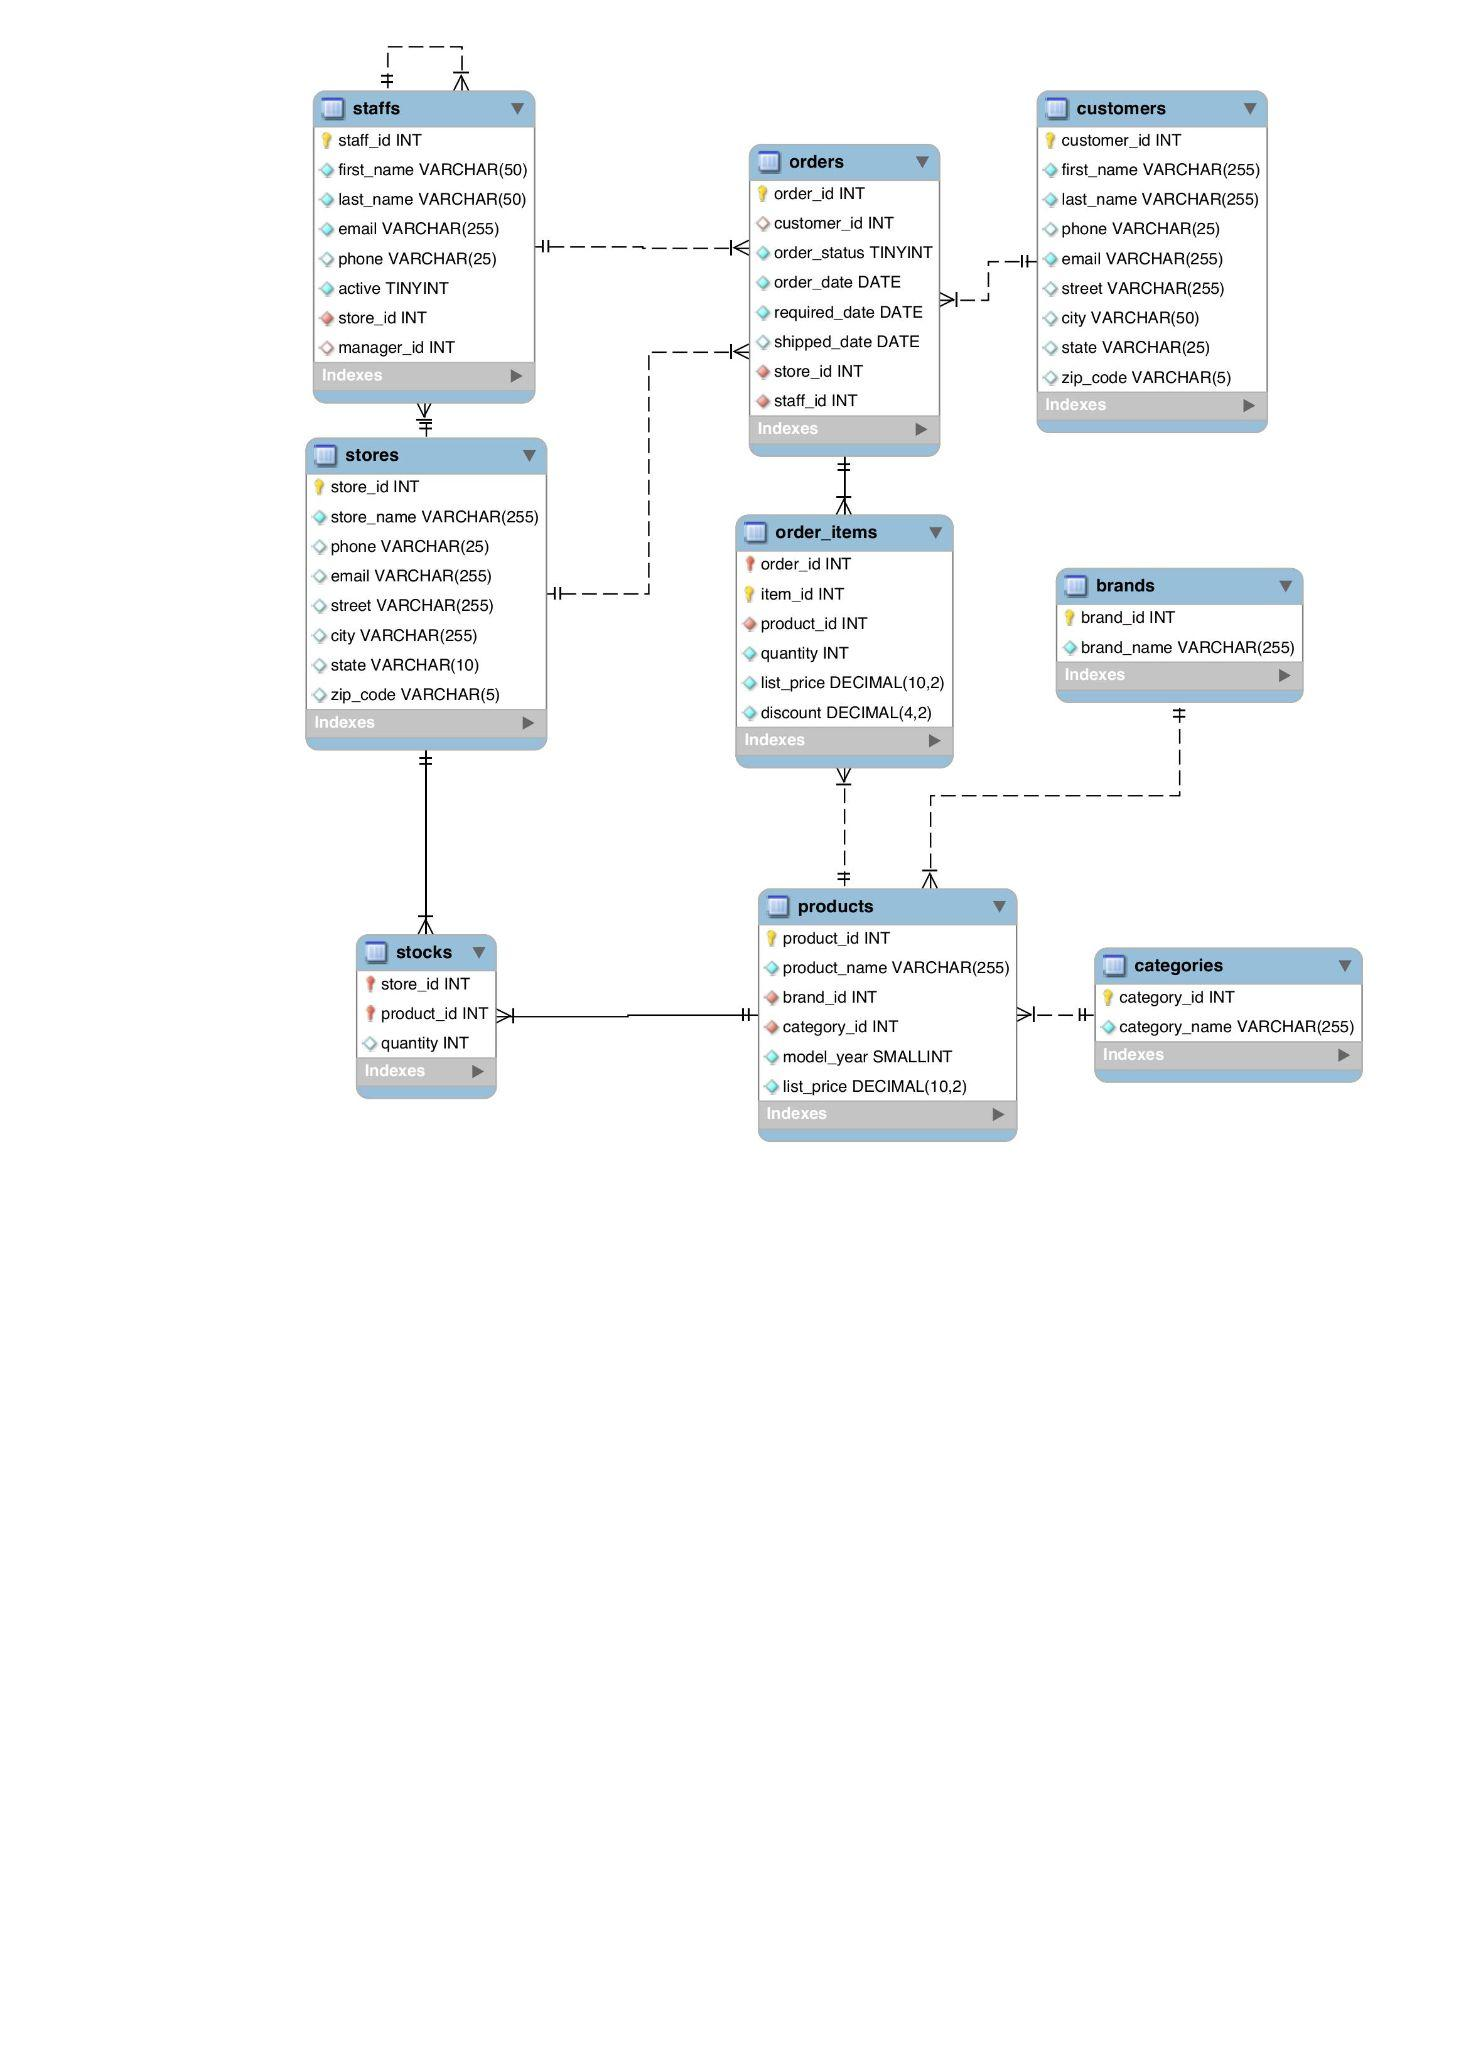 staffs
staff_id INT
first_name VARCHAR(50)
last_name VARCHAR(50)
email VARCHAR(255)
phone VARCHAR(25)
active TINYINT
store_id INT
manager_id INT
Indexes
stores
store_id INT
store_name VARCHAR(255)
phone VARCHAR(25)
email VARCHAR(255)
street VARCHAR(255)
city VARCHAR(255)
state VARCHAR(10)
zip_code VARCHAR(5)
Indexes
stocks
store_id INT
product_id INT
quantity INT
Indexes
orders
order_id INT
customer_id INT
order_status TINYINT
order_date DATE
required_date DATE
shipped_date DATE
store_id INT
staff_id INT
Indexes
order_items
order_id INT
item_id INT
product_id INT
quantity INT
list_price DECIMAL(10,2)
discount DECIMAL(4,2)
Indexes
products
product_id INT
product_name VARCHAR(255)
brand_id INT
category_id INT
model_year SMALLINT
list_price DECIMAL(10,2)
Indexes
customers
customer_id INT
first_name VARCHAR(255)
last_name VARCHAR(255)
phone VARCHAR(25)
email VARCHAR(255)
street VARCHAR(255)
city VARCHAR(50)
state VARCHAR(25)
zip_code VARCHAR(5)
Indexes
brands
brand_id INT
brand_name VARCHAR(255)
Indexes
categories
category_id INT
category_name VARCHAR(255)
Indexes